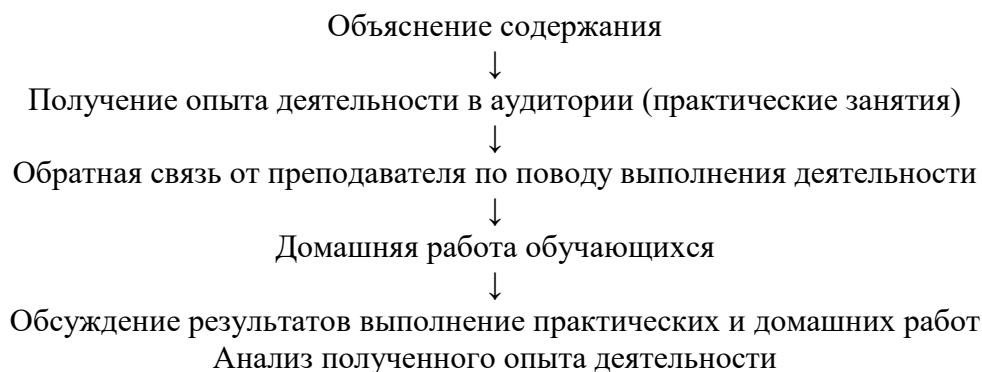 Объяснение содержания
↓
Получение опыта деятельности в аудитории (практические занятия)
↓
Обратная связь от преподавателя по поводу выполнения деятельности
↓
Домашняя работа обучающихся
↓
Обсуждение результатов выполнение практических и домашних работ
Анализ полученного опыта деятельности